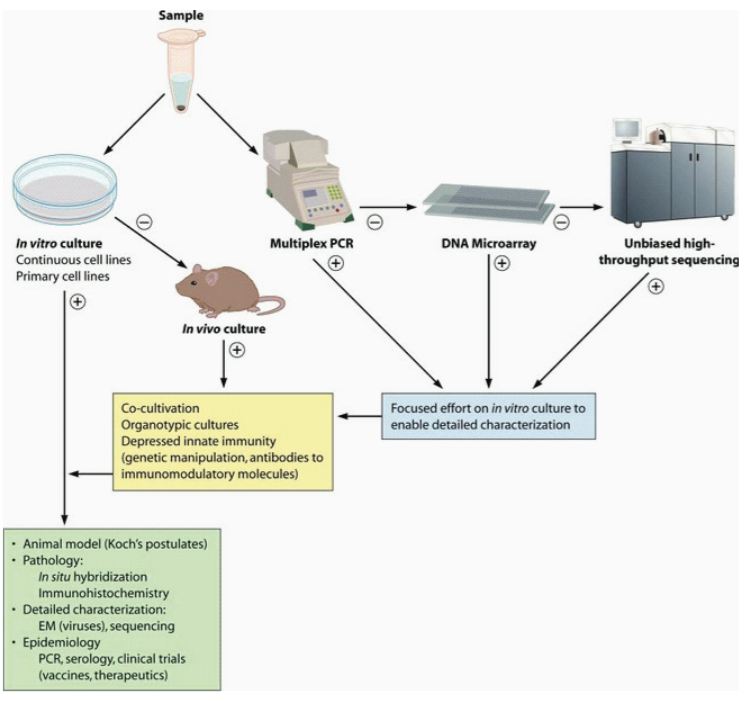 Sample
In vitro culture
Continuous cell lines
Primary cell lines
−
+
In vivo culture
+
Multiplex PCR
−
+
DNA Microarray
−
+
Unbiased high-
throughput sequencing
+
Co-cultivation
Organotypic cultures
Depressed innate immunity
(genetic manipulation, antibodies to
immunomodulatory molecules)
Focused effort on in vitro culture to
enable detailed characterization
• Animal model (Koch's postulates)
• Pathology:
In situ hybridization
Immunohistochemistry
• Detailed characterization:
EM (viruses), sequencing
• Epidemiology
PCR, serology, clinical trials
(vaccines, therapeutics)